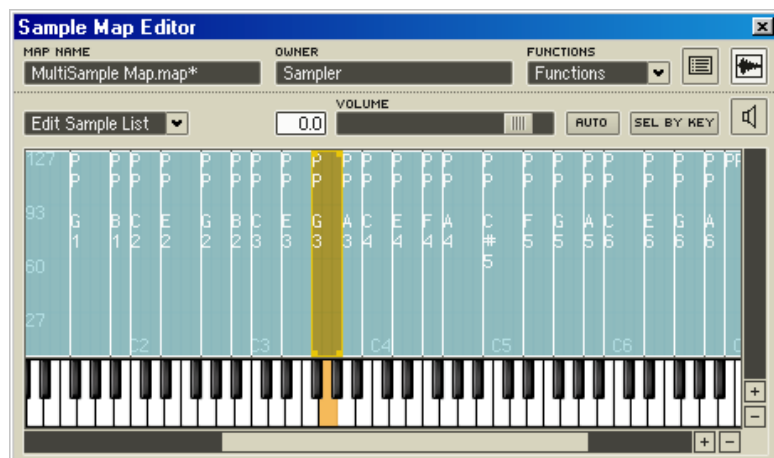 Sample Map Editor
MAP NAME OWNER FUNCTIONS
MultiSample Map.map* Sampler Functions
VOLUME
Edit Sample List 0.0 AUTO SEL BY KEY
127 P P P P P P P P P P P P P P P P P P P P P PF
P P P P P P P P P P P P P P P P P P P P P
93 G B C E G B C E G A C E F A C F G A C E G A
1 1 2 2 2 2 3 3 3 3 4 4 4 4 # 5 5 5 6 6 6 6
60 5
27
C2 C3 C4 C5 C6